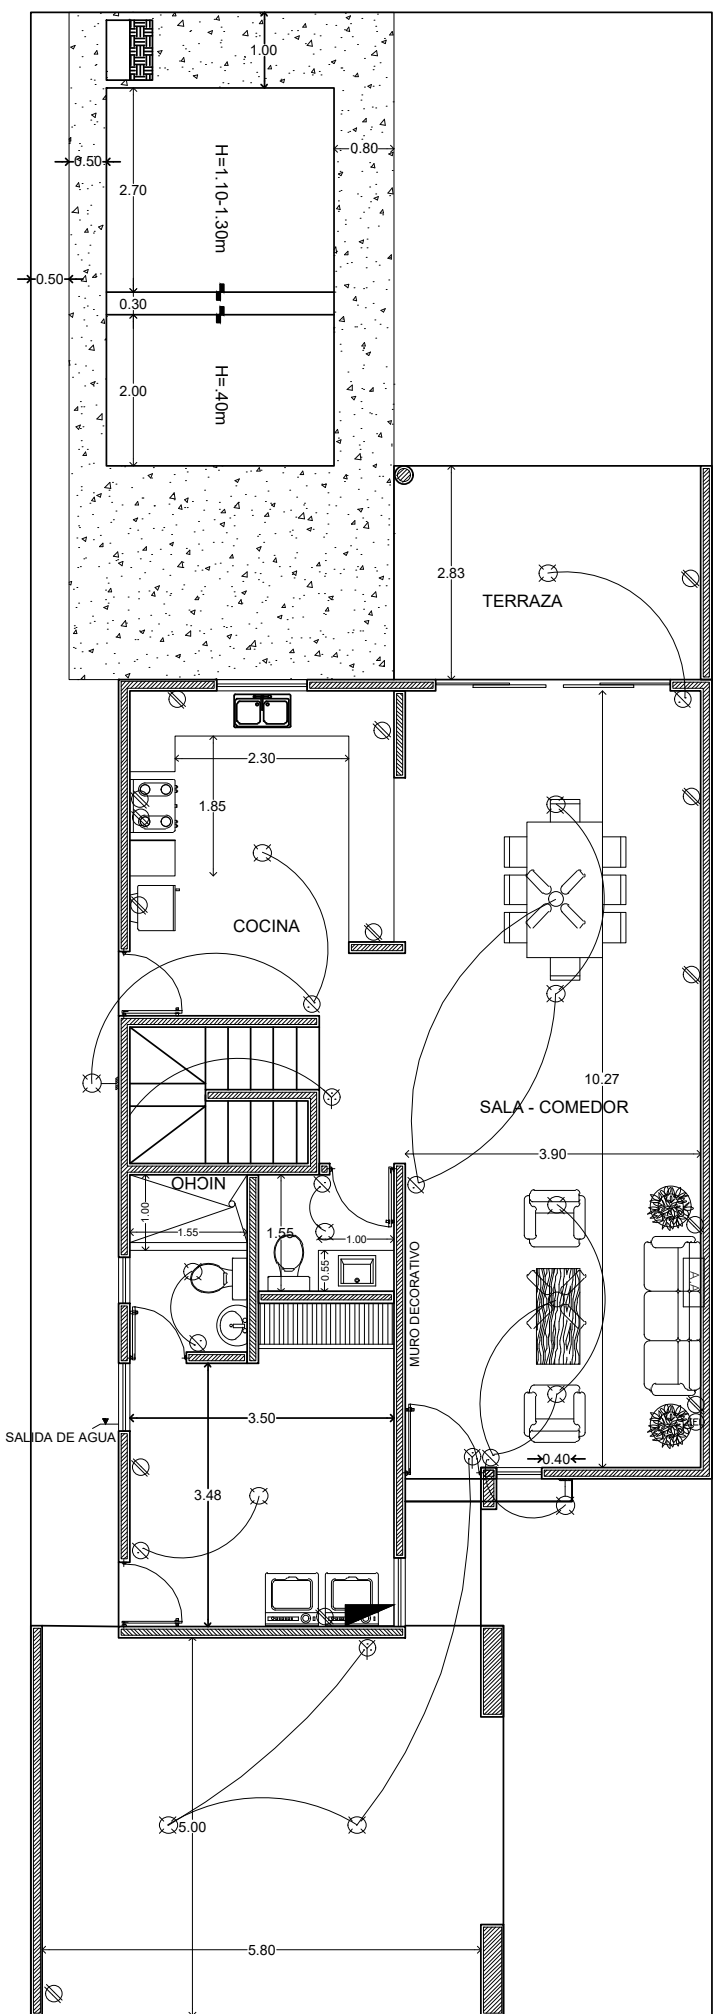 1.00
0.50
0.80
2.70
H=1.10-1.30m
0.50
0.30
2.00
H=.40m
2.83
TERRAZA
2.30
1.85
COCINA
10.27
SALA - COMEDOR
3.90
NICHO
1.00
1.55
1.55
1.00
0.55
MURO DECORATIVO
A.A
3.50
SALIDA DE AGUA
0.40
3.48
5.00
5.80